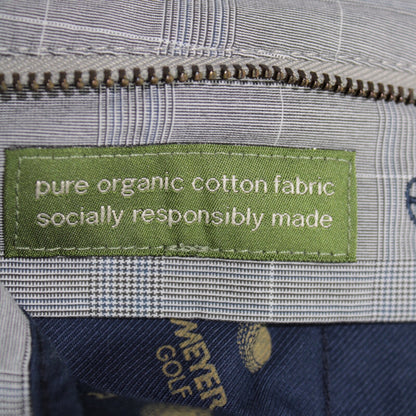 pure organic cotton fabric
socially responsibly made
MEYER
GOLF